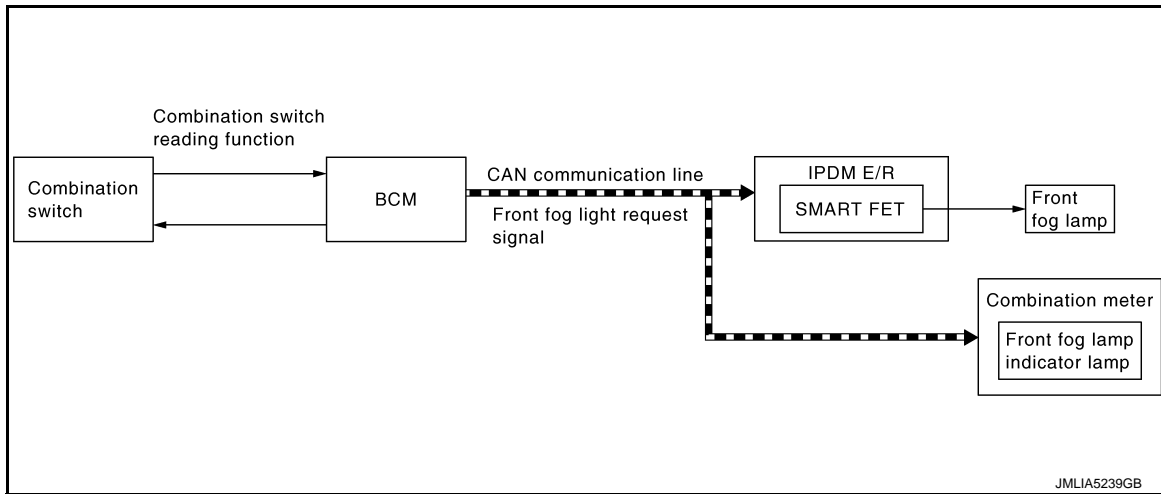 Combination switch
reading function
Combination
switch
BCM
CAN communication line
Front fog light request
signal
IPDM E/R
SMART FET
Front
fog lamp
Combination meter
Front fog lamp
indicator lamp
JMLIA5239GB